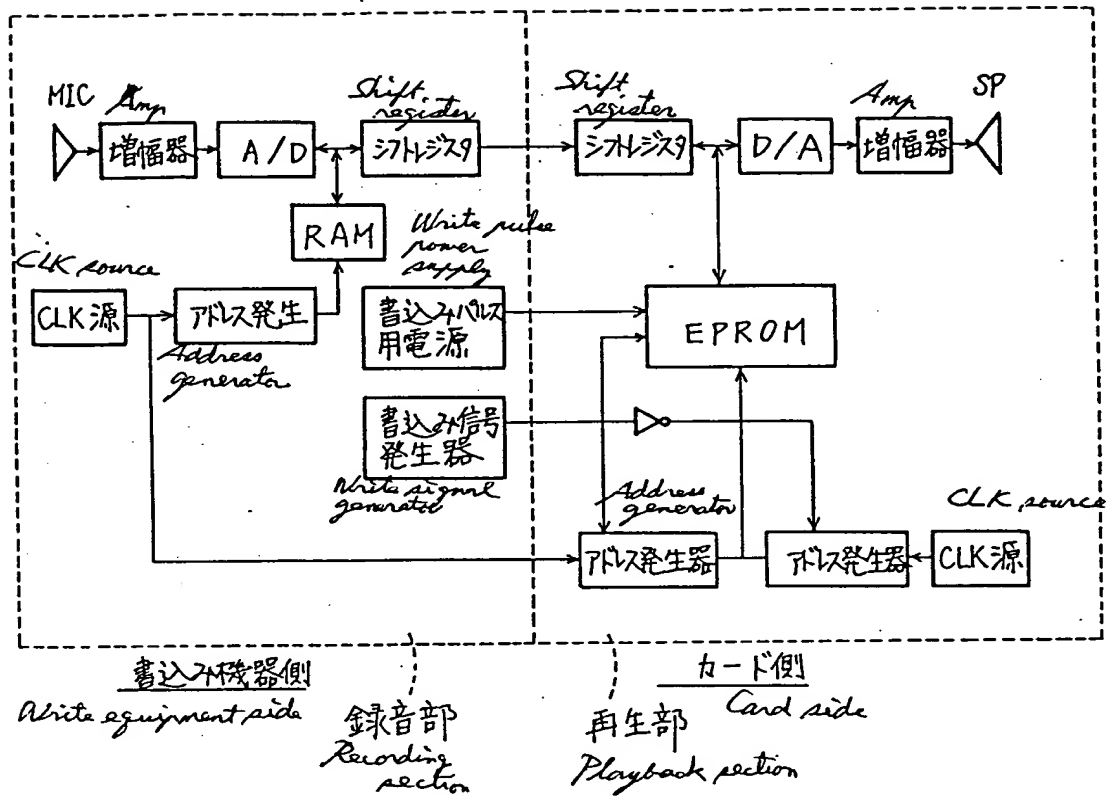 MIC
Amp
増幅器
A/D
Shift
register
シフトレジスタ
Shift
register
シフトレジスタ
D/A
Amp
増幅器
SP
RAM
CLK source
CLK源
アドレス発生
Address
generator
Write pulse
power
supply
書込みパルス
用電源
EPROM
書込み信号
発生器
Write signal
generator
Address
generator
アドレス発生器
アドレス発生器
CLK source
CLK源
書込み機器側
Write equipment side
録音部
Recording
section
再生部
Playback section
カード側
Card side